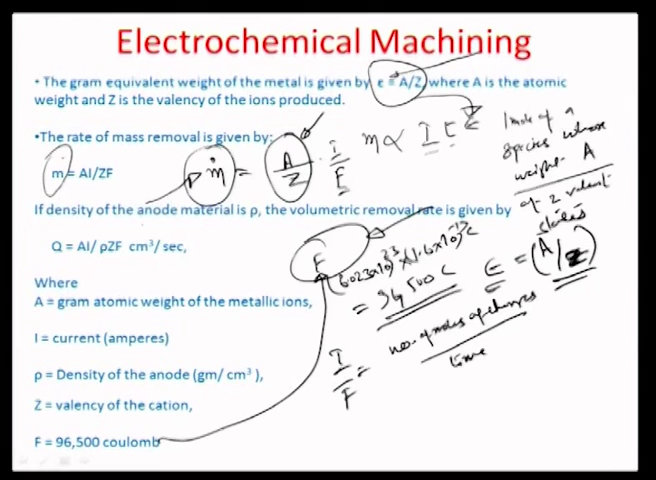 Electrochemical Machining
• The gram equivalent weight of the metal is given by ε = A/Z, where A is the atomic
weight and Z is the valency of the ions produced.
•The rate of mass removal is given by:
ṁ = AI/ZF
ṁ = A/Z · I/F
m ∝ I t ε
1 mole of a
species whose
weight A
of z valent
states
If density of the anode material is ρ, the volumetric removal rate is given by
Q = AI/ ρZF cm³/ sec,
F
(6.023x10²³ x 1.6x10⁻¹⁹ C
= 96,500 C
ε = (A/Z)
Where
A = gram atomic weight of the metallic ions,
I = current (amperes)
I/F = no. of moles of charges
time
ρ = Density of the anode (gm/ cm³ ),
Z = valency of the cation,
F = 96,500 coulomb